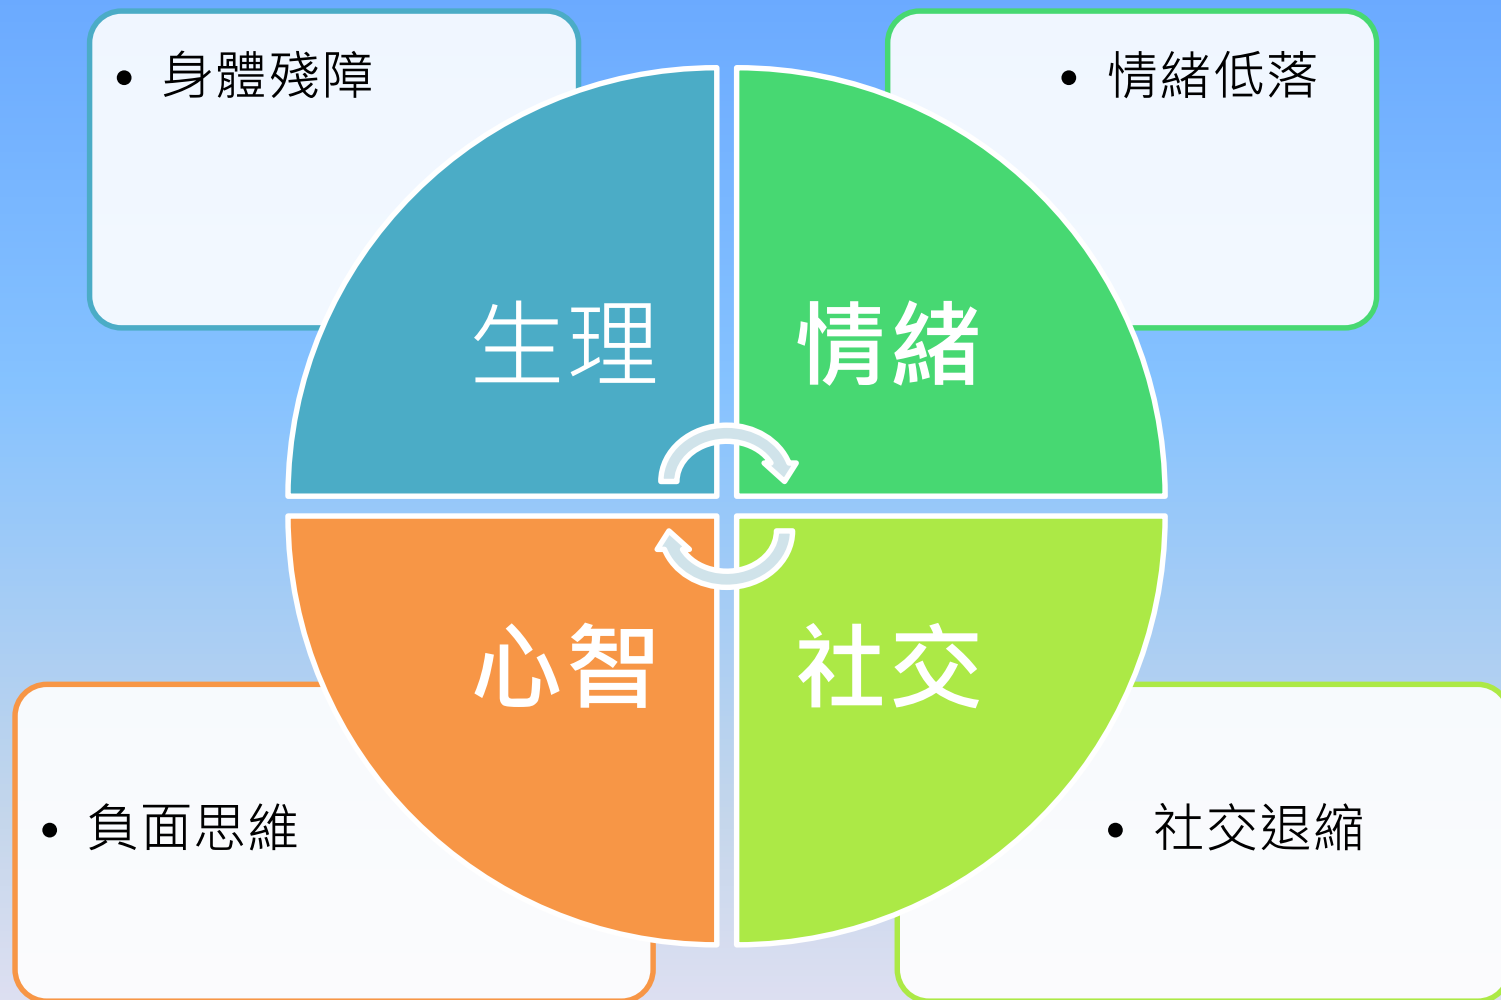 • 身體殘障
• 情緒低落
生理
情緒
心智
社交
• 負面思維
• 社交退縮